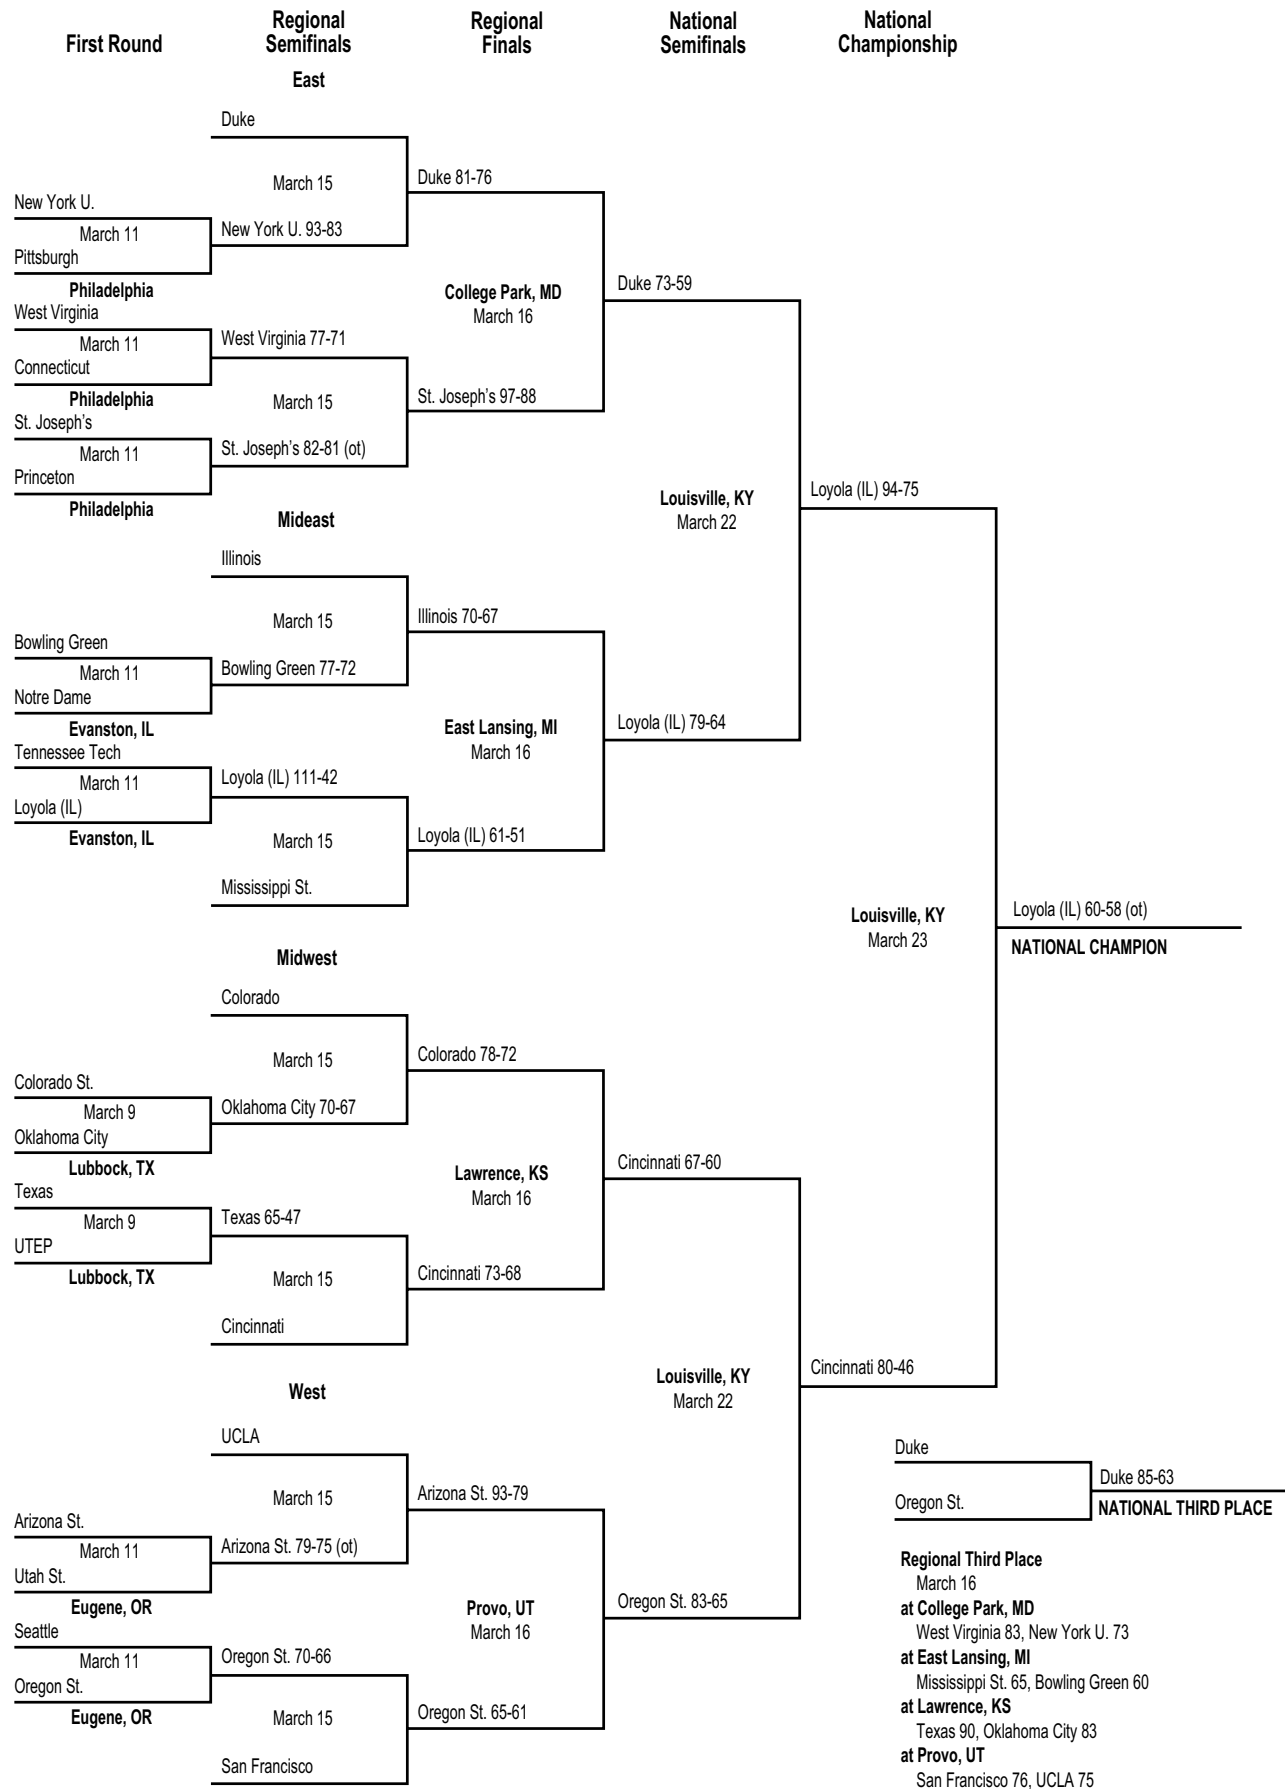 First Round
Regional
Semifinals
Regional
Finals
National
Semifinals
National
Championship
East
Duke
March 15
Duke 81-76
New York U.
March 11
New York U. 93-83
Pittsburgh
Philadelphia
College Park, MD
March 16
Duke 73-59
West Virginia
March 11
West Virginia 77-71
Connecticut
Philadelphia
March 15
St. Joseph's 97-88
St. Joseph's
March 11
St. Joseph's 82-81 (ot)
Princeton
Philadelphia
Louisville, KY
March 22
Loyola (IL) 94-75
Mideast
Illinois
March 15
Illinois 70-67
Bowling Green
March 11
Bowling Green 77-72
Notre Dame
Evanston, IL
East Lansing, MI
March 16
Loyola (IL) 79-64
Tennessee Tech
March 11
Loyola (IL) 111-42
Loyola (IL)
Evanston, IL
March 15
Loyola (IL) 61-51
Mississippi St.
Louisville, KY
March 23
Loyola (IL) 60-58 (ot)
NATIONAL CHAMPION
Midwest
Colorado
March 15
Colorado 78-72
Colorado St.
March 9
Oklahoma City 70-67
Oklahoma City
Lubbock, TX
Lawrence, KS
March 16
Cincinnati 67-60
Texas
March 9
Texas 65-47
UTEP
Lubbock, TX
March 15
Cincinnati 73-68
Cincinnati
Louisville, KY
March 22
Cincinnati 80-46
West
UCLA
March 15
Arizona St. 93-79
Arizona St.
March 11
Arizona St. 79-75 (ot)
Utah St.
Eugene, OR
Provo, UT
March 16
Oregon St. 83-65
Seattle
March 11
Oregon St. 70-66
Oregon St.
Eugene, OR
March 15
Oregon St. 65-61
San Francisco
Duke
Duke 85-63
Oregon St.
NATIONAL THIRD PLACE
Regional Third Place
March 16
at College Park, MD
West Virginia 83, New York U. 73
at East Lansing, MI
Mississippi St. 65, Bowling Green 60
at Lawrence, KS
Texas 90, Oklahoma City 83
at Provo, UT
San Francisco 76, UCLA 75